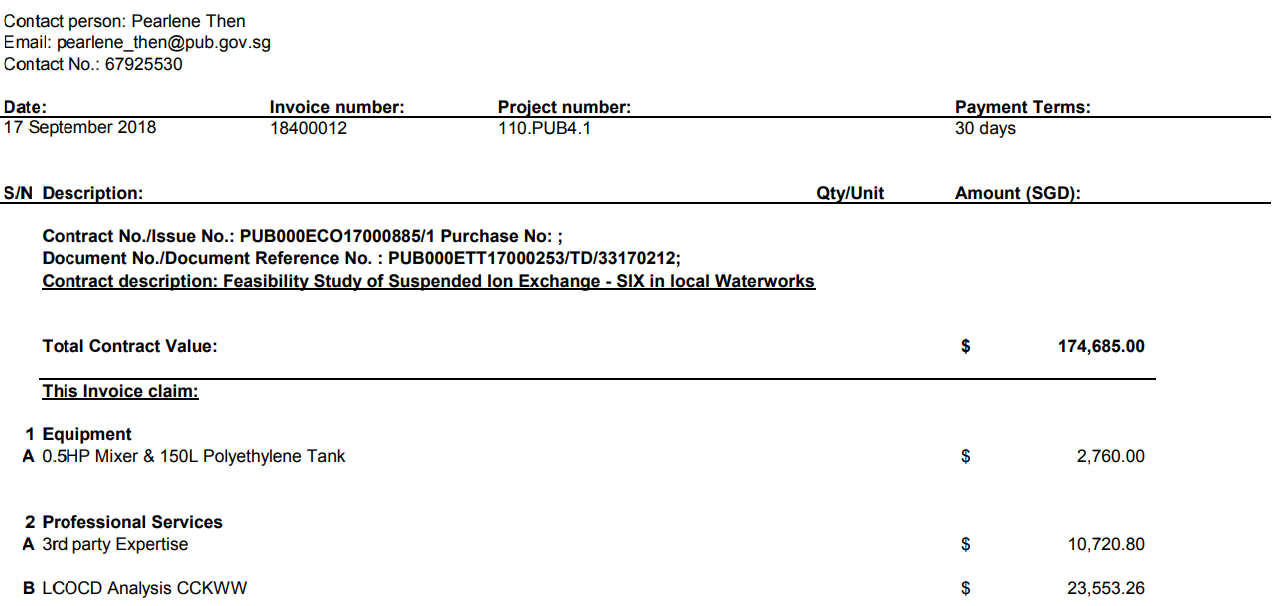 Contact person: Pearlene Then
Email: pearlene_then@pub.gov.sg
Contact No.: 67925530
Date: Invoice number: Project number: Payment Terms:
17 September 2018 18400012 110.PUB4.1 30 days
S/N Description: Qty/Unit Amount (SGD):
Contract No./Issue No.: PUB000ECO17000885/1 Purchase No: ;
Document No./Document Reference No. : PUB000ETT17000253/TD/33170212;
Contract description: Feasibility Study of Suspended Ion Exchange - SIX in local Waterworks
Total Contract Value: $ 174,685.00
This Invoice claim:
1 Equipment
A 0.5HP Mixer & 150L Polyethylene Tank $ 2,760.00
2 Professional Services
A 3rd party Expertise $ 10,720.80
B LCOCD Analysis CCKWW $ 23,553.26